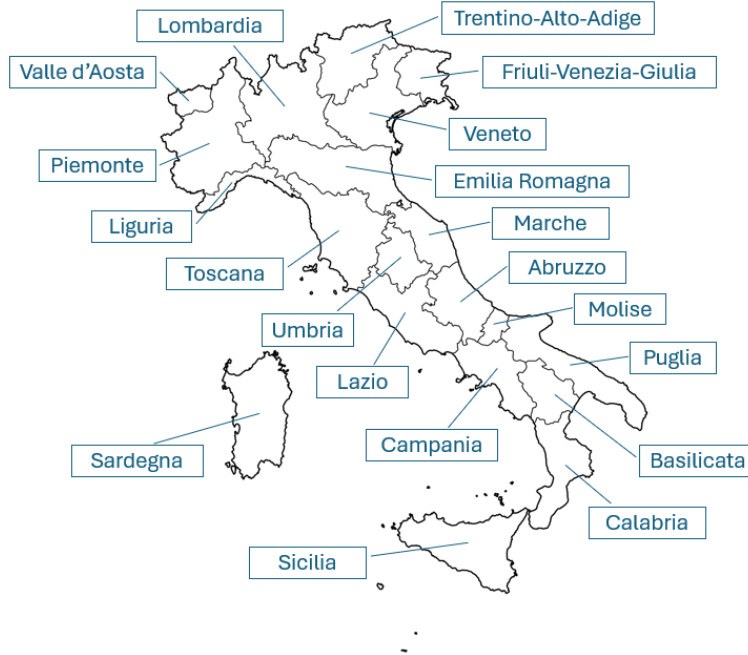 Trentino-Alto-Adige
Lombardia
Valle d'Aosta
Friuli-Venezia-Giulia
Veneto
Piemonte
Emilia Romagna
Liguria
Marche
Toscana
Abruzzo
Molise
Umbria
Puglia
Lazio
Campania
Sardegna
Basilicata
Calabria
Sicilia